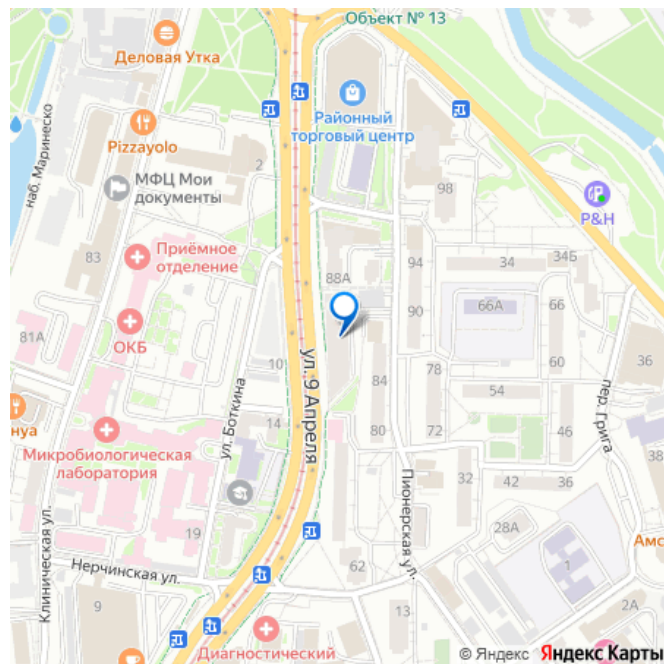 Объект № 13
Деловая Утка
наб. Маринеско
Pizzayolo
2
Районный
торговый центр
МФЦ Мои
документы
98
P&H
83
Приёмное
отделение
88А
94
34
34Б
81А
ОКБ
90
66А
66
10
ул. 9 Апреля
84
78
36
ул. Боткина
54
пер. Грига
нуа
14
80
72
46
38
Микробиологическая
лаборатория
32
42
36
Пионерская ул.
28А
Клиническая ул.
19
Амс
Нерчинская ул.
62
1
9
13
2А
Диагностический
© Яндекс Яндекс Карты